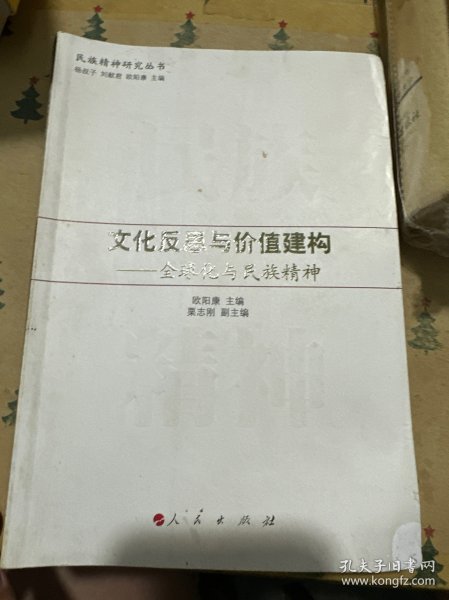 民族精神研究丛书
杨叔子 刘献君 欧阳康 主编
文化反思与价值建构
——全球化与民族精神
欧阳康 主编
栗志刚 副主编
人民出版社
孔夫子旧书网
www.kongfz.com